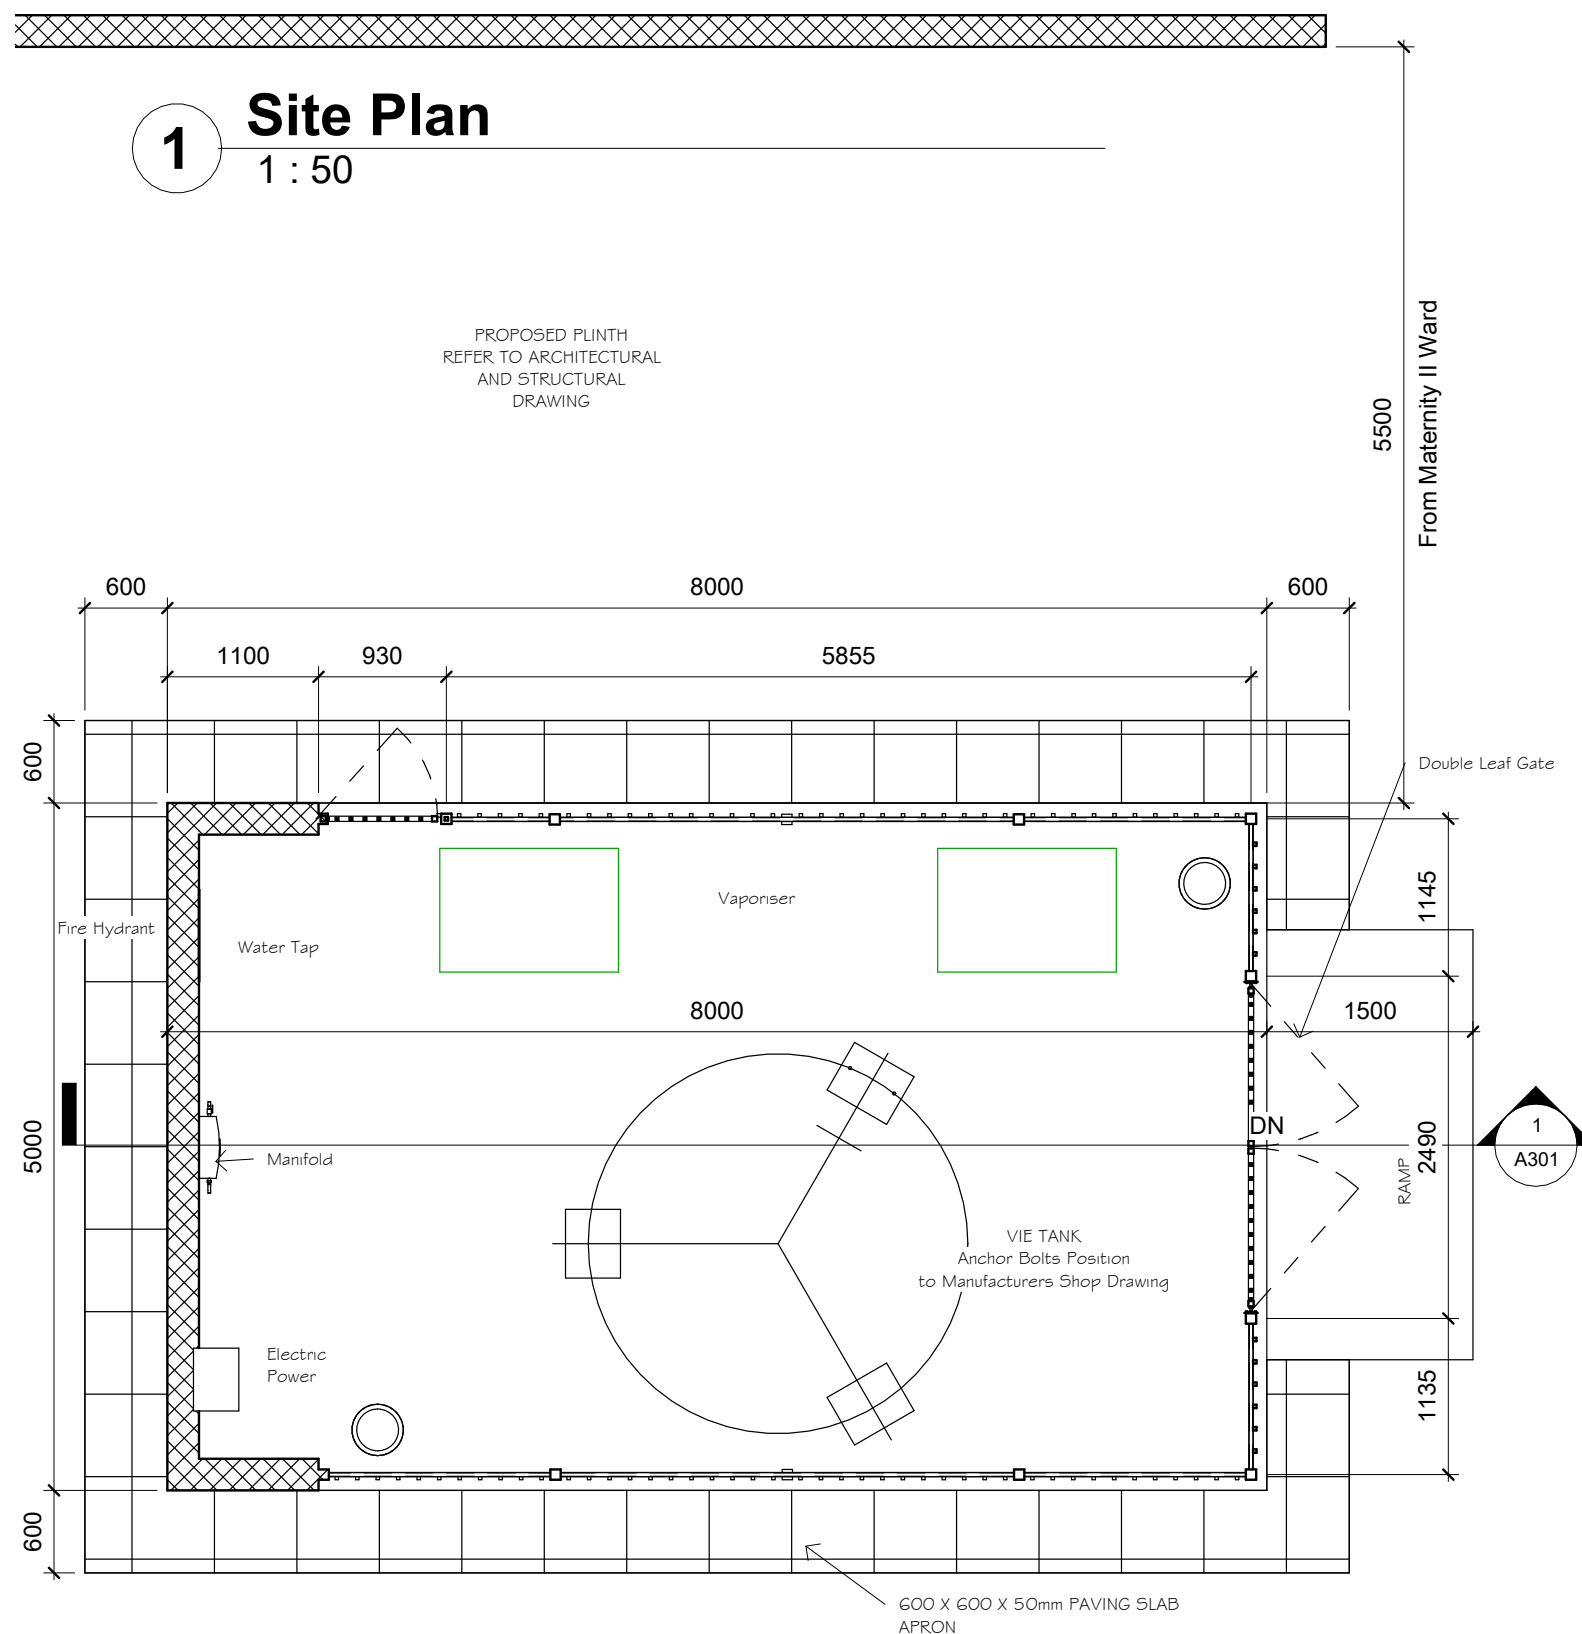 1
Site Plan
1 : 50
PROPOSED PLINTH
REFER TO ARCHITECTURAL
AND STRUCTURAL
DRAWING
5500
From Maternity II Ward
600
8000
600
1100
930
5855
600
Double Leaf Gate
1145
Fire Hydrant
Water Tap
Vaporiser
8000
1500
5000
Manifold
DN
2490
RAMP
1
A301
VIE TANK
Anchor Bolts Position
to Manufacturers Shop Drawing
Electric
Power
1135
600
600 X 600 X 50mm PAVING SLAB
APRON